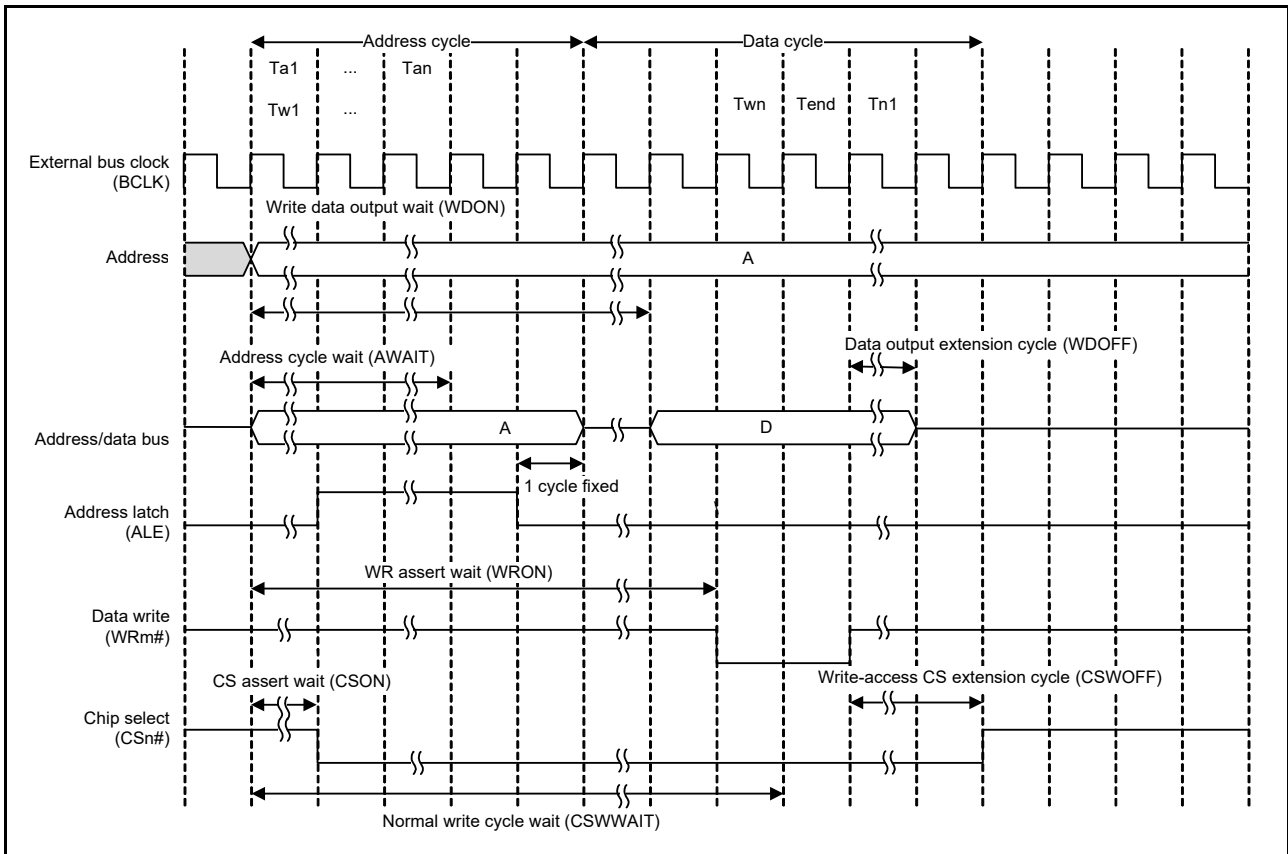 Address cycle Data cycle
Ta1 ... Tan
Tw1 ... Twn Tend Tn1
External bus clock
(BCLK)
Write data output wait (WDON)
Address
A
Data output extension cycle (WDOFF)
Address cycle wait (AWAIT)
Address/data bus
A D
1 cycle fixed
Address latch
(ALE)
WR assert wait (WRON)
Data write
(WRm#)
CS assert wait (CSON)
Write-access CS extension cycle (CSWOFF)
Chip select
(CSn#)
Normal write cycle wait (CSWWAIT)